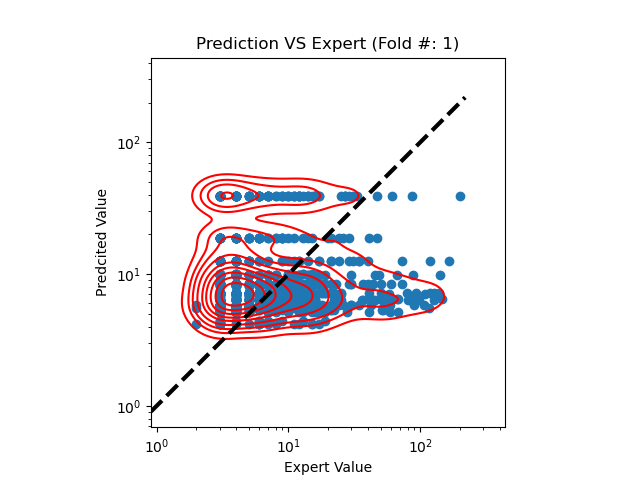 Prediction VS Expert (Fold #: 1)
Predcited Value
10²
10¹
10⁰
10⁰ 10¹ 10²
Expert Value